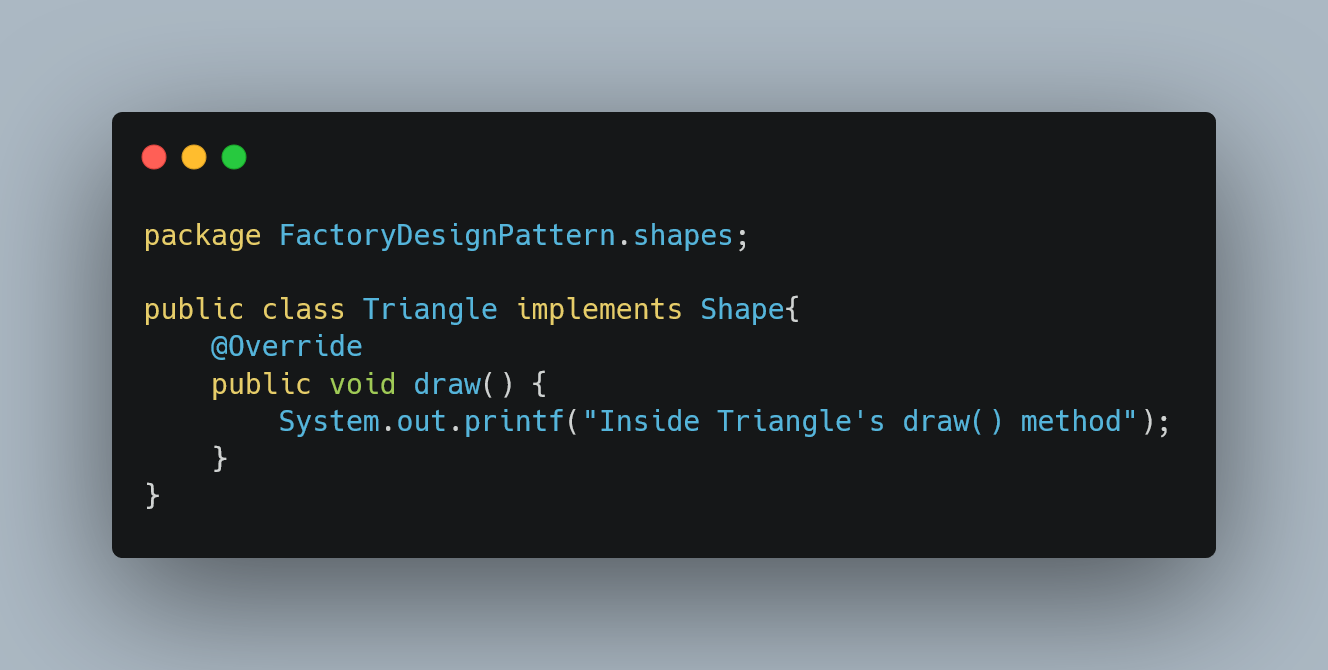 package FactoryDesignPattern.shapes;
public class Triangle implements Shape{
    @Override
    public void draw() {
        System.out.printf("Inside Triangle's draw() method");
    }
}